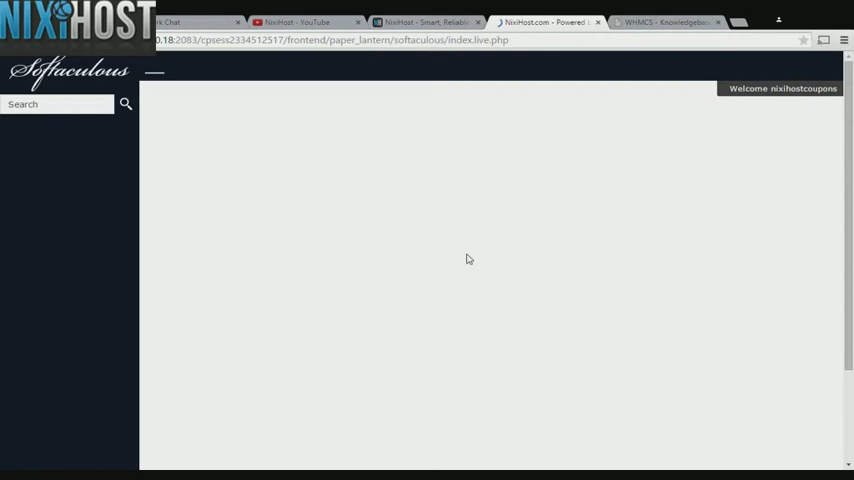 NIXIHOST
rk Chat
NixiHost - YouTube
NixiHost - Smart, Reliable
NixiHost.com - Powered b
WHMCS - Knowledgebas
0.18:2083/cpsess2334512517/frontend/paper_lantern/softaculous/index.live.php
Softaculous
Welcome nixihostcoupons
Search